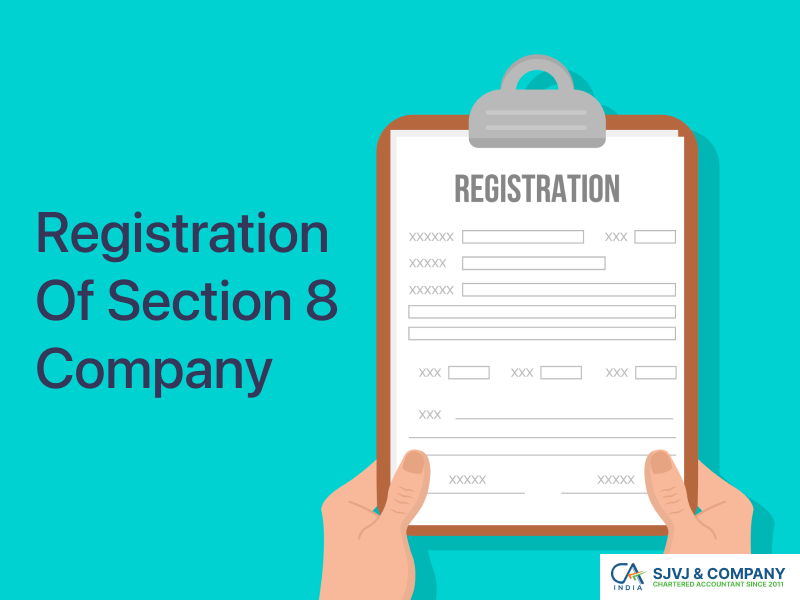 Registration
Of Section 8
Company
REGISTRATION
XXXXXX XXX
XXXXX
XXXXXX
XXX XXX XXX
XXX
XXXXX XXXXX
CA
INDIA
SJVJ & COMPANY
CHARTERED ACCOUNTANT SINCE 2011